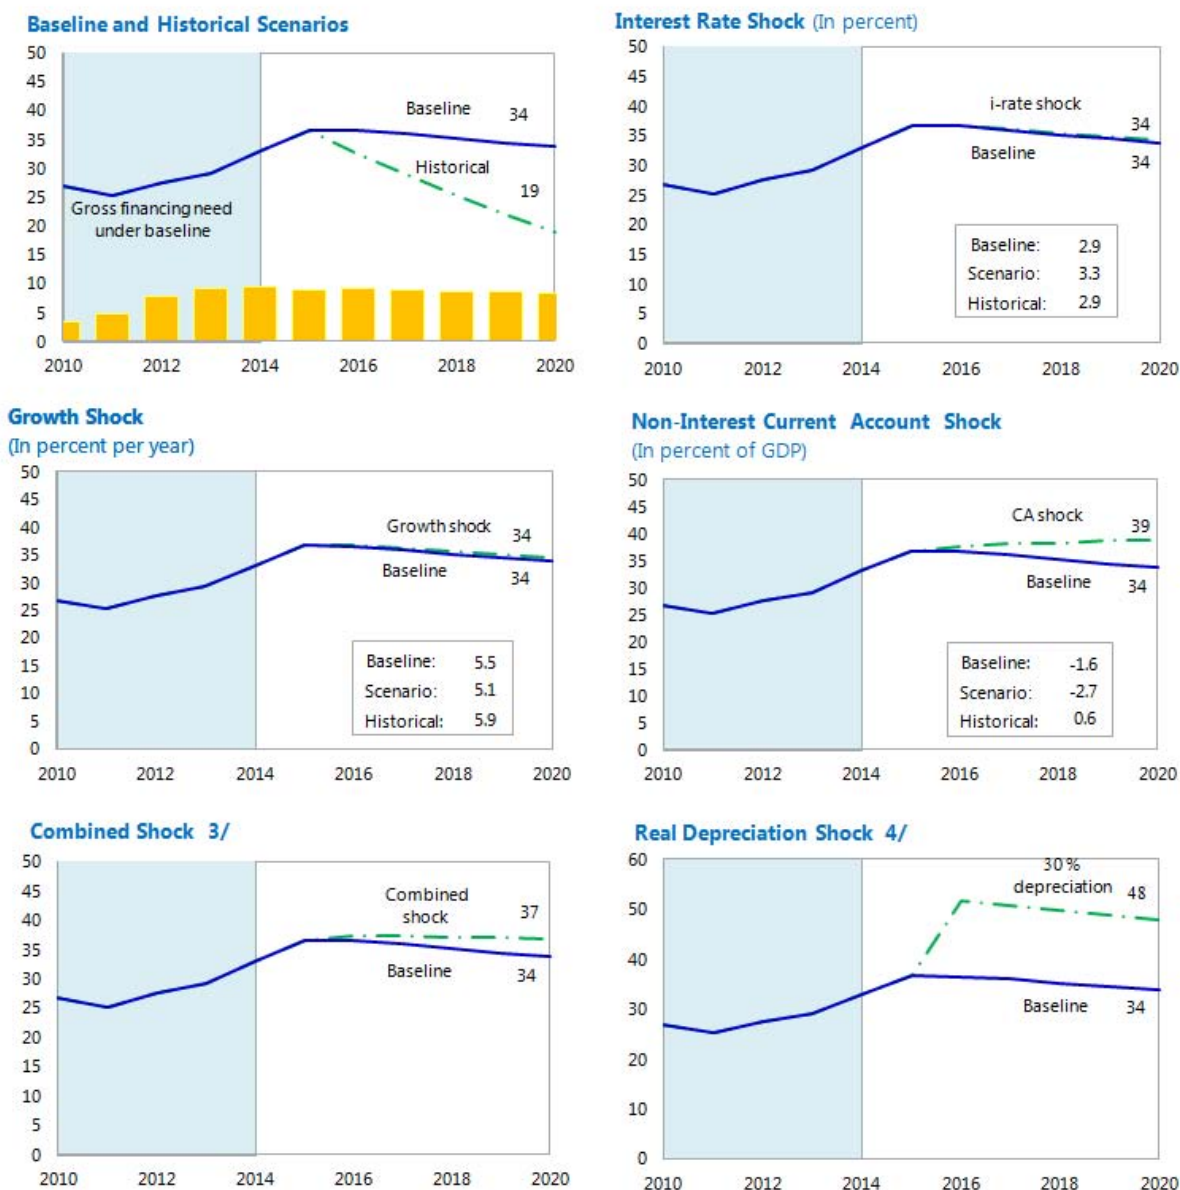 Baseline and Historical Scenarios
50
45
40
35
30
25
20
15
10
5
0
Baseline 34
Historical
19
Gross financing need
under baseline
2010 2012 2014 2016 2018 2020
Interest Rate Shock (In percent)
50
45
40
35
30
25
20
15
10
5
0
i-rate shock
34
Baseline
34
Baseline: 2.9
Scenario: 3.3
Historical: 2.9
2010 2012 2014 2016 2018 2020
Growth Shock
(In percent per year)
50
45
40
35
30
25
20
15
10
5
0
Growth shock 34
Baseline
34
Baseline: 5.5
Scenario: 5.1
Historical: 5.9
2010 2012 2014 2016 2018 2020
Non-Interest Current Account Shock
(In percent of GDP)
50
45
40
35
30
25
20
15
10
5
0
CA shock
39
Baseline 34
Baseline: -1.6
Scenario: -2.7
Historical: 0.6
2010 2012 2014 2016 2018 2020
Combined Shock 3/
50
45
40
35
30
25
20
15
10
5
0
Combined
shock
37
Baseline 34
2010 2012 2014 2016 2018 2020
Real Depreciation Shock 4/
60
50
40
30
20
10
0
30 %
depreciation 48
Baseline 34
2010 2012 2014 2016 2018 2020